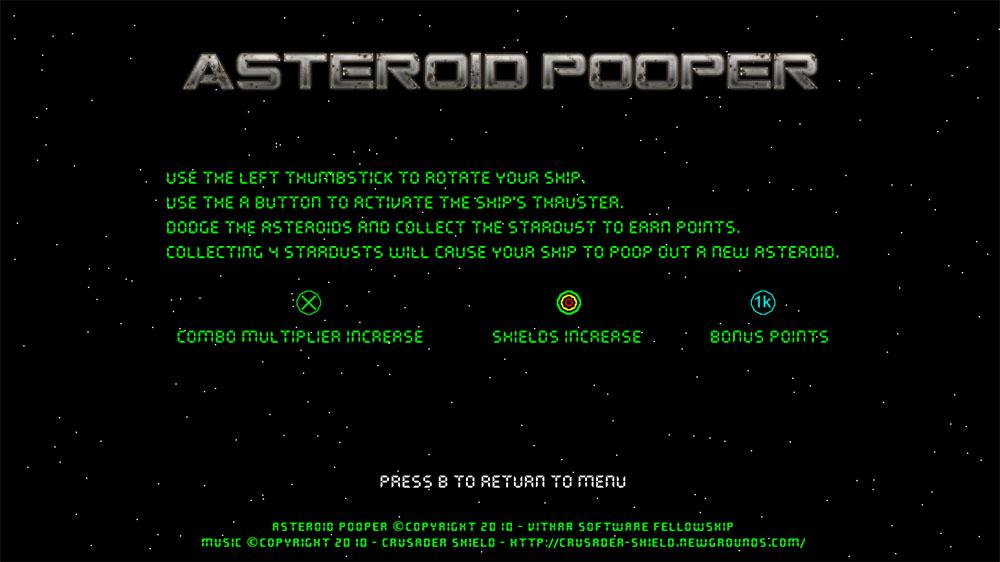 ASTEROID POOPER
USE THE LEFT THUMBSTICK TO ROTATE YOUR SHIP.
USE THE A BUTTON TO ACTIVATE THE SHIP'S THRUSTER.
DODGE THE ASTEROIDS AND COLLECT THE STARDUST TO EARN POINTS.
COLLECTING 4 STARDUSTS WILL CAUSE YOUR SHIP TO POOP OUT A NEW ASTEROID.
1k
COMBO MULTIPLIER INCREASE SHIELDS INCREASE BONUS POINTS
PRESS B TO RETURN TO MENU
ASTEROID POOPER ©COPYRIGHT 2010 - VITHAR SOFTWARE FELLOWSHIP
MUSIC ©COPYRIGHT 2010 - CRUSADER SHIELD - HTTP://CRUSADER-SHIELD.NEWGROUNDS.COM/